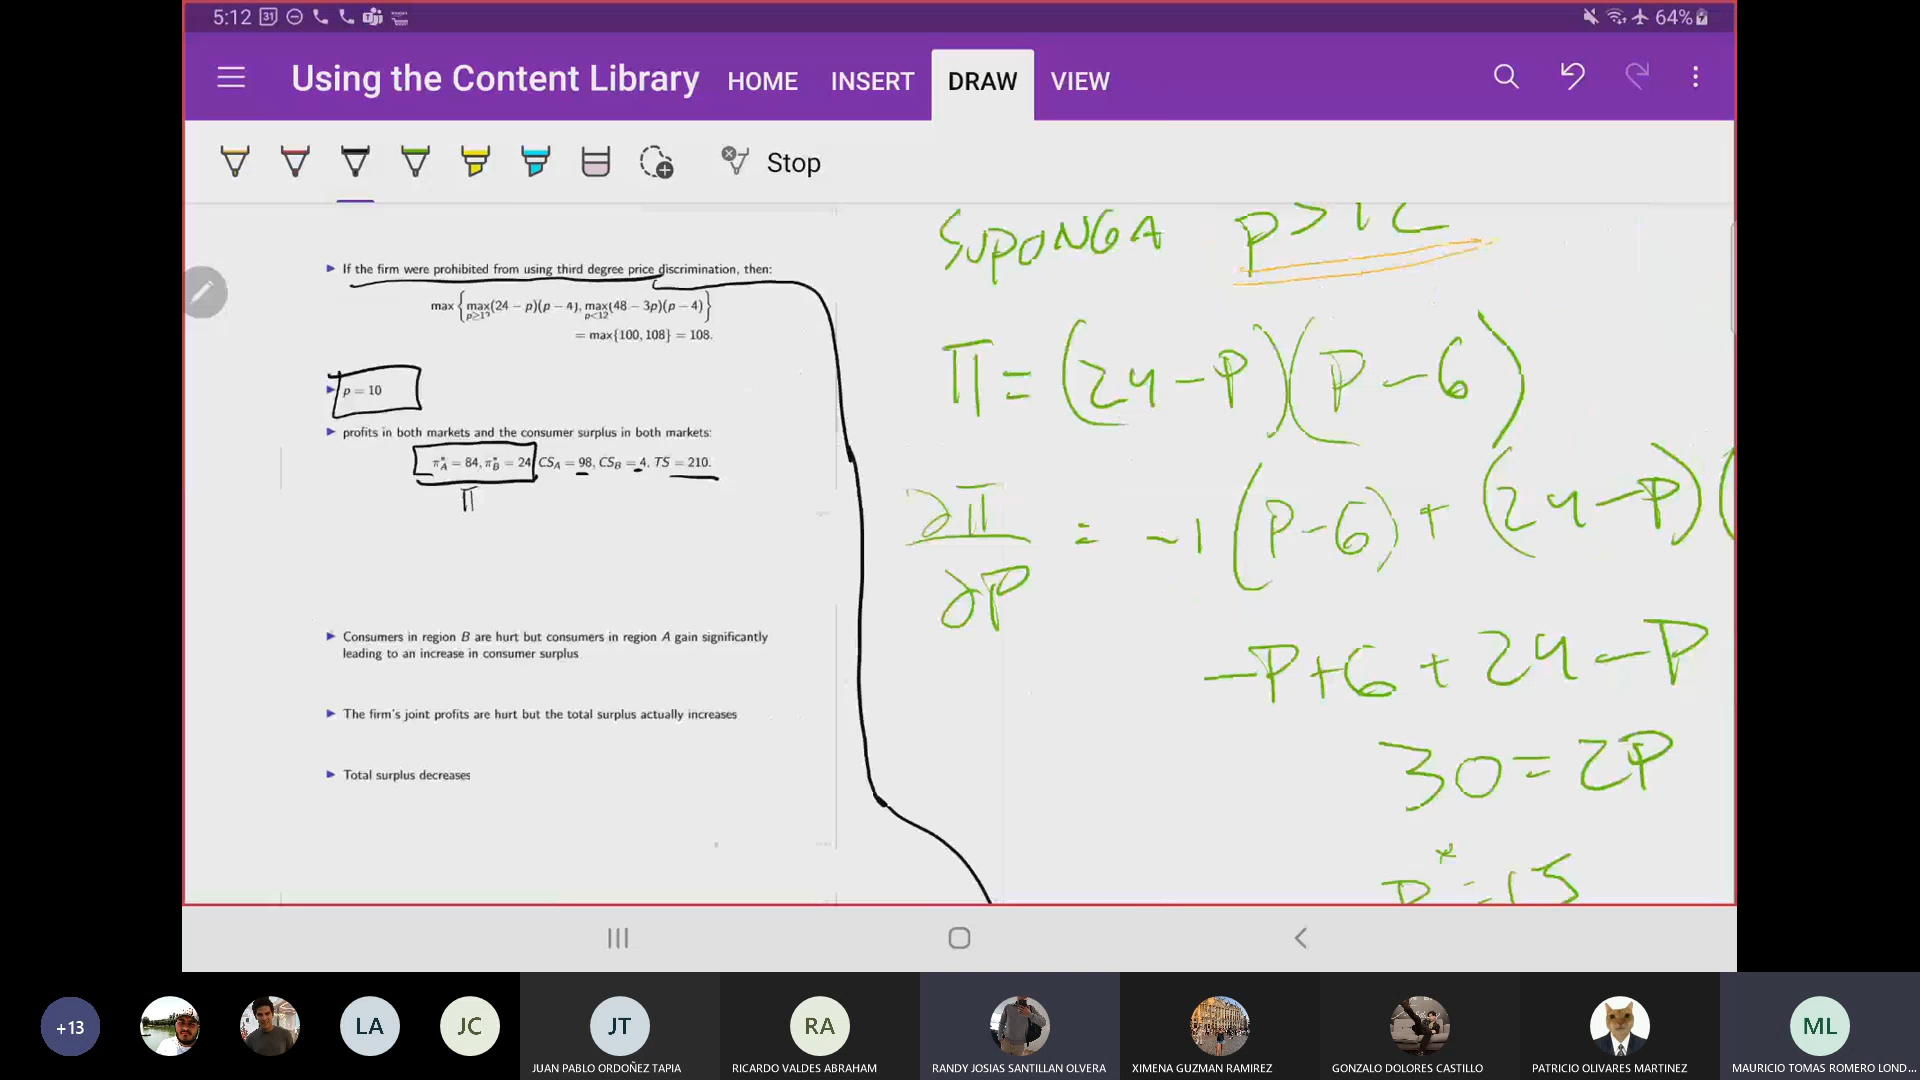 5:12 31 64%
Using the Content Library HOME INSERT DRAW VIEW
Stop
▶ If the firm were prohibited from using third degree price discrimination, then:
max { max (24 − p)(p − 4), max (48 − 3p)(p − 4) }
p≥12 p<12
= max{100, 108} = 108.
▶ p = 10
▶ profits in both markets and the consumer surplus in both markets:
π*A = 84, π*B = 24, CSA = 98, CSB = 4, TS = 210.
Π
▶ Consumers in region B are hurt but consumers in region A gain significantly
leading to an increase in consumer surplus
▶ The firm's joint profits are hurt but the total surplus actually increases
▶ Total surplus decreases
SUPONGA P>12
Π = (24 − P)(P − 6)
∂Π/∂P = −1 (P − 6) + (24 − P)(
−P + 6 + 24 − P
30 = 2P
P* = 15
+13
LA
JC
JT
JUAN PABLO ORDOÑEZ TAPIA
RA
RICARDO VALDES ABRAHAM
RANDY JOSIAS SANTILLAN OLVERA
XIMENA GUZMAN RAMIREZ
GONZALO DOLORES CASTILLO
PATRICIO OLIVARES MARTINEZ
ML
MAURICIO TOMAS ROMERO LOND...